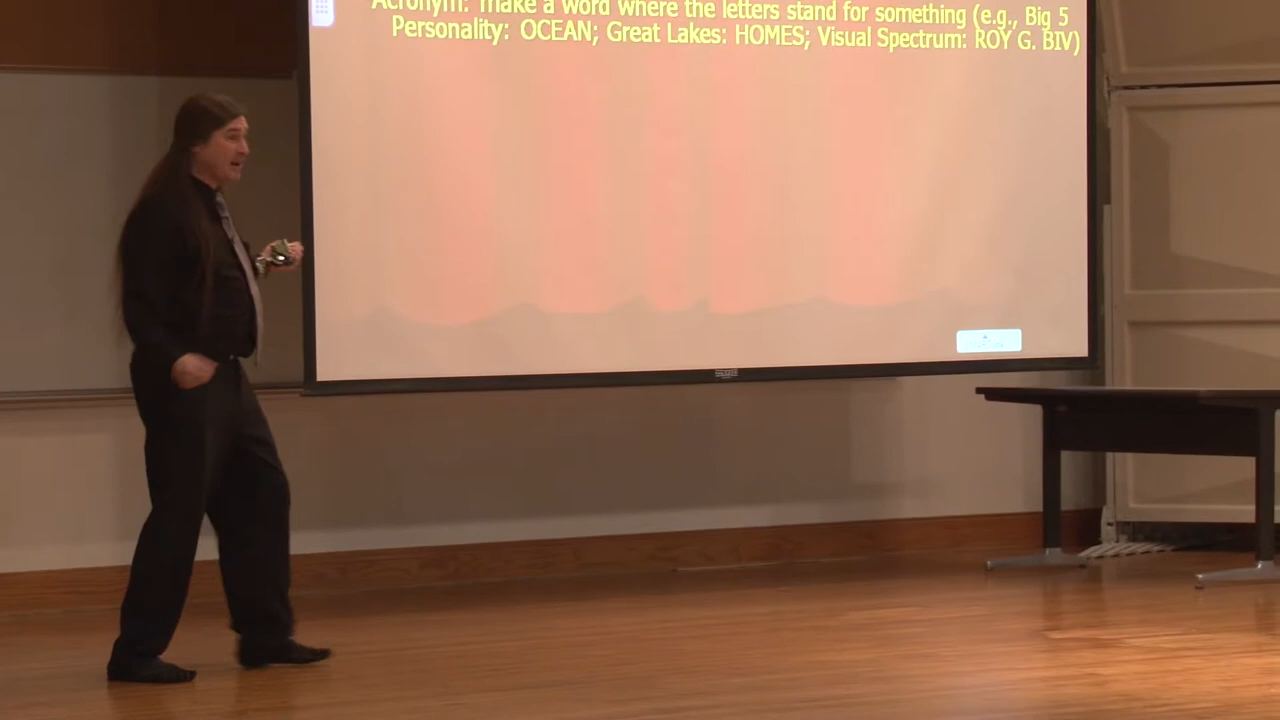 Acronym: make a word where the letters stand for something (e.g., Big 5
Personality: OCEAN; Great Lakes: HOMES; Visual Spectrum: ROY G. BIV)